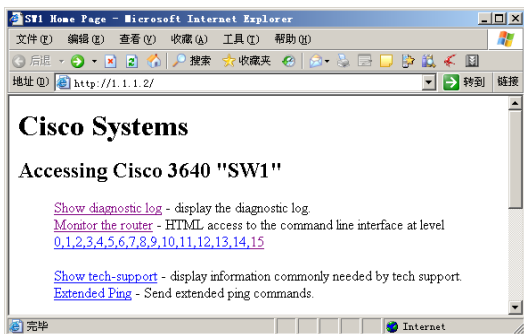 SW1 Home Page - Microsoft Internet Explorer
文件(F) 编辑(E) 查看(V) 收藏(A) 工具(T) 帮助(H)
后退 搜索 收藏夹
地址(D) http://1.1.1.2/ 转到 链接
Cisco Systems
Accessing Cisco 3640 "SW1"
Show diagnostic log - display the diagnostic log.
Monitor the router - HTML access to the command line interface at level
0,1,2,3,4,5,6,7,8,9,10,11,12,13,14,15
Show tech-support - display information commonly needed by tech support.
Extended Ping - Send extended ping commands.
完毕 Internet